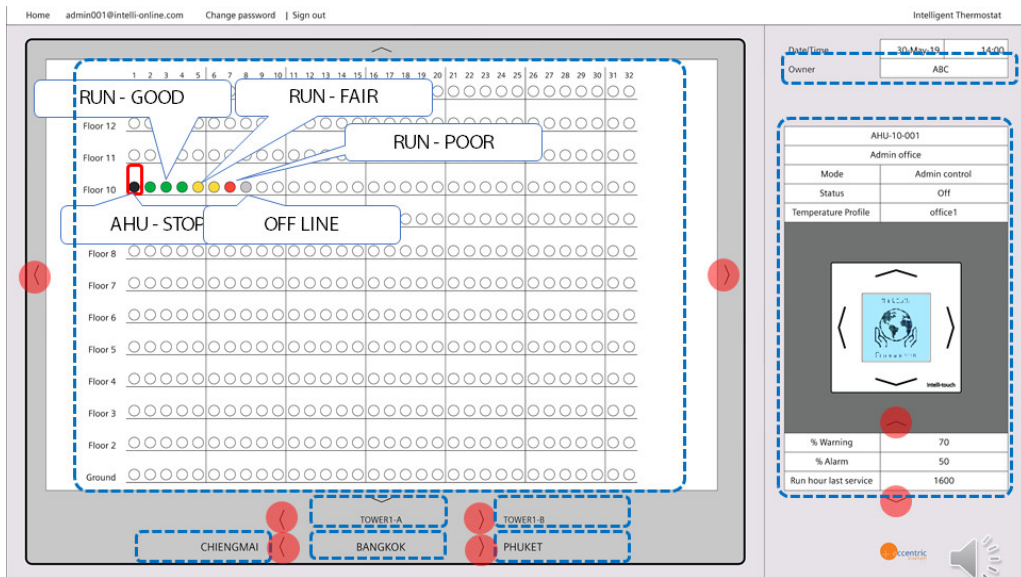 Home admin001@intelli-online.com Change password | Sign out
Intelligent Thermostat
Date/Time 30-May-19 14:00
Owner ABC
1 2 3 4 5 6 7 8 9 10 11 12 13 14 15 16 17 18 19 20 21 22 23 24 25 26 27 28 29 30 31 32
RUN - GOOD
RUN - FAIR
Floor 12
RUN - POOR
Floor 11
Floor 10
AHU - STOP
OFF LINE
Floor 8
Floor 7
Floor 6
Floor 5
Floor 4
Floor 3
Floor 2
Ground
TOWER1-A
TOWER1-B
CHIENGMAI
BANGKOK
PHUKET
AHU-10-001
Admin office
Mode Admin control
Status Off
Temperature Profile office1
intelli-touch
% Warning 70
% Alarm 50
Run hour last service 1600